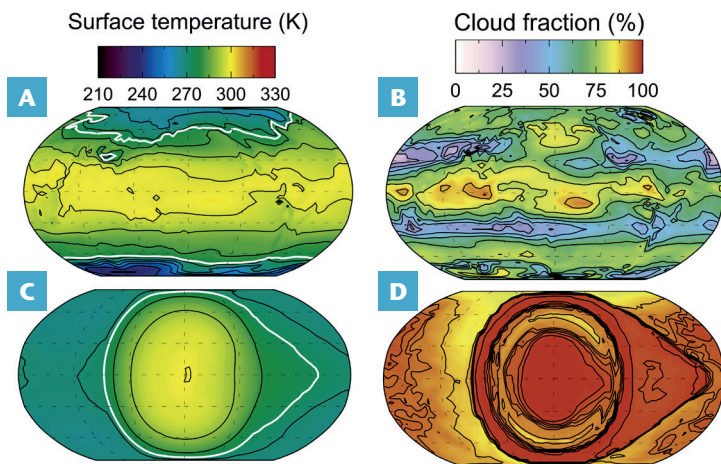 Surface temperature (K)
210 240 270 300 330
Cloud fraction (%)
0 25 50 75 100
A
B
C
D